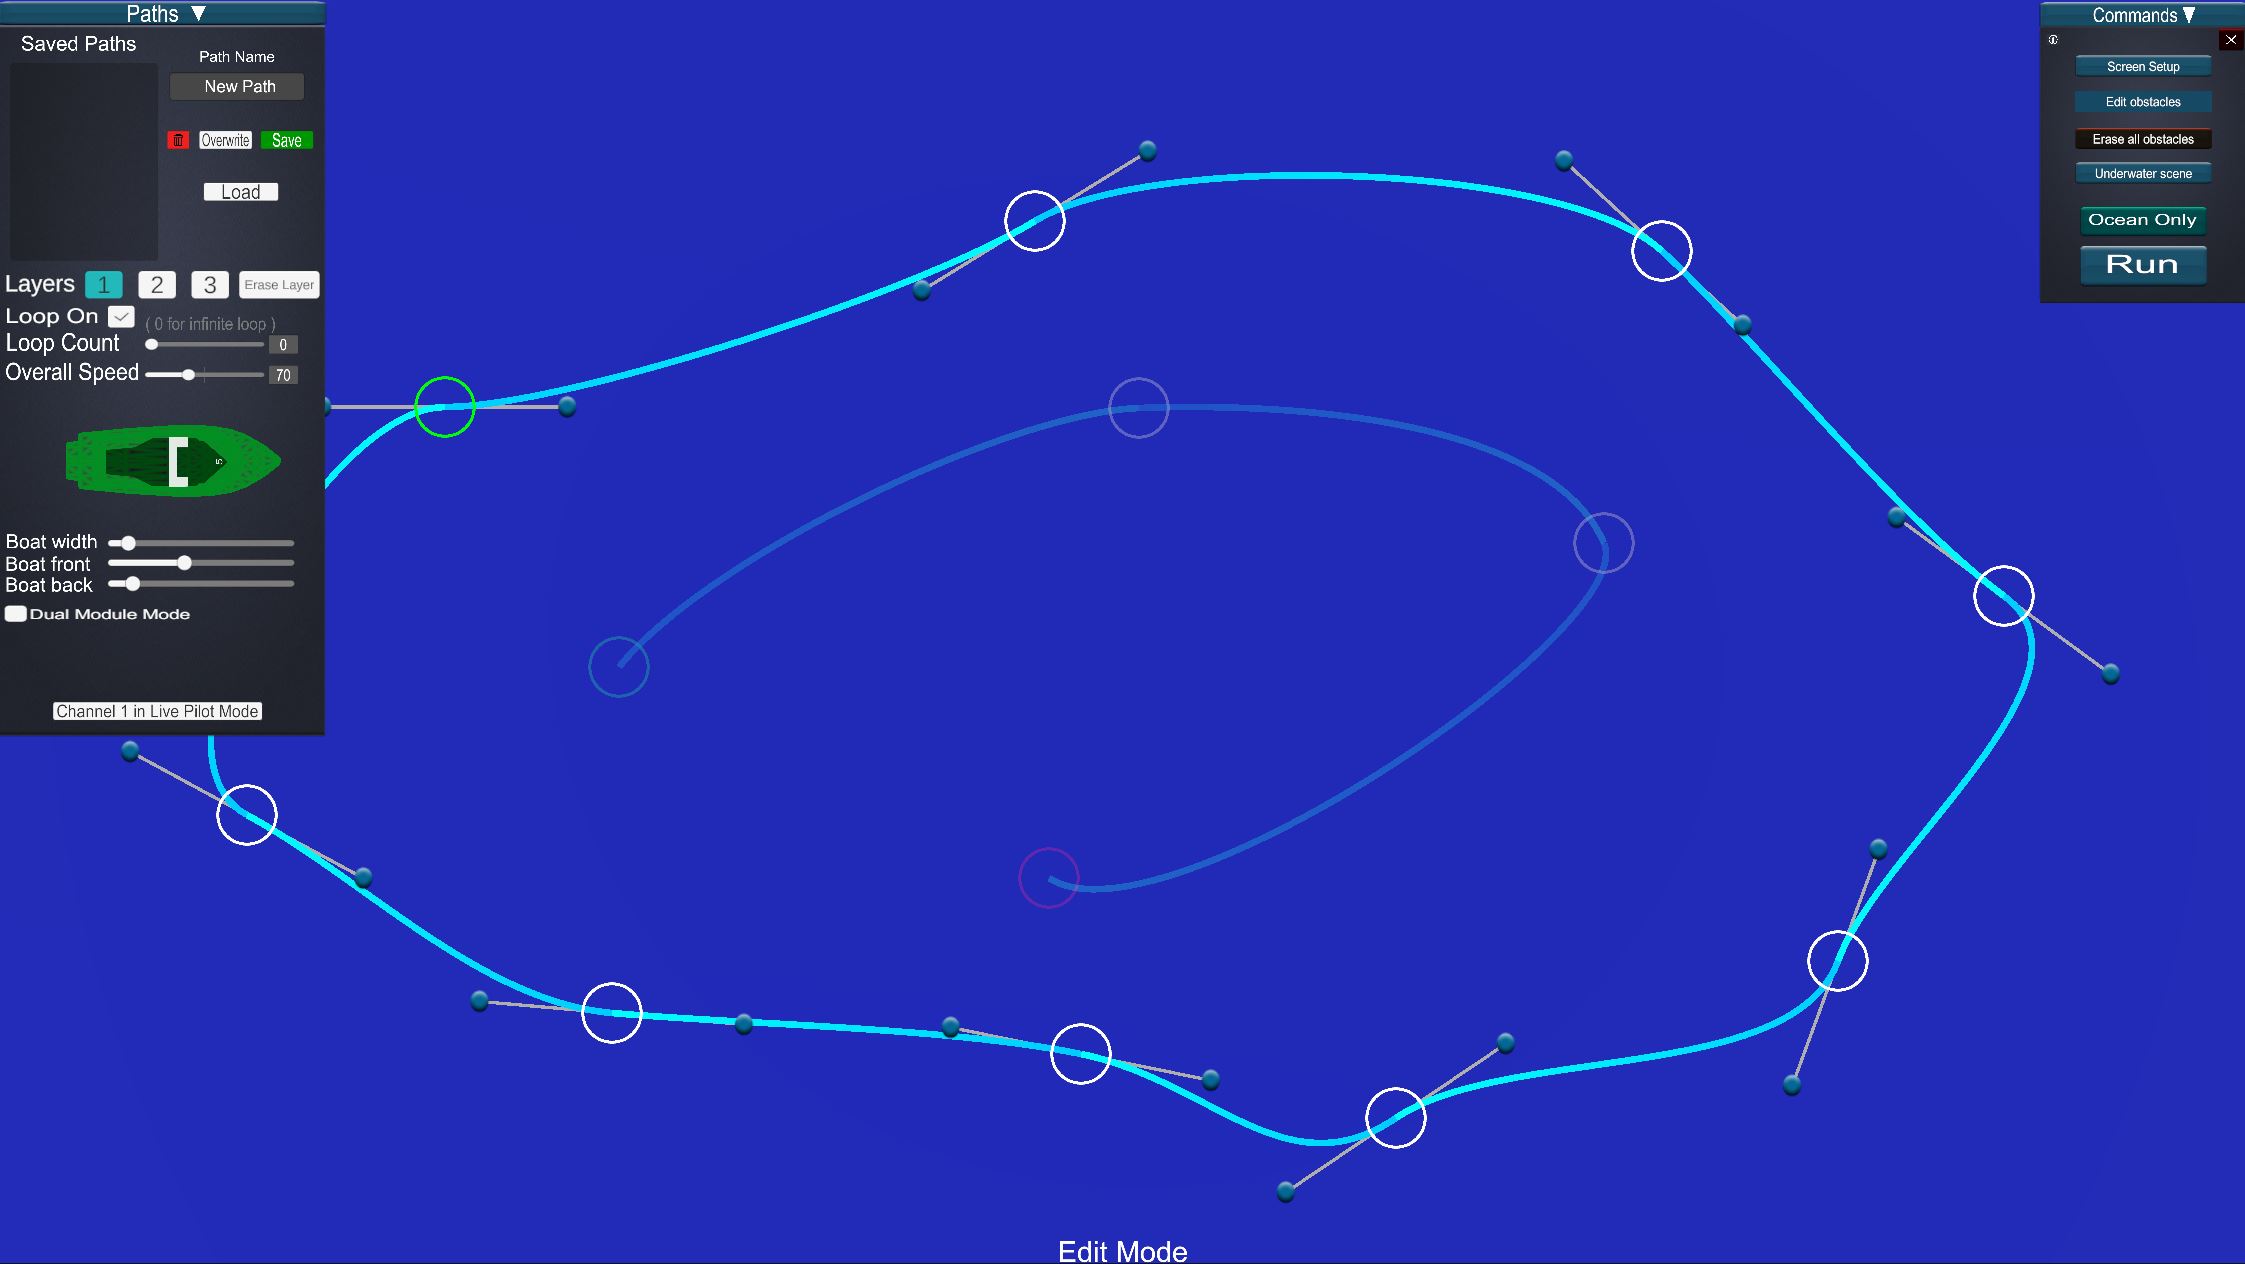 Paths ▼
Saved Paths
Path Name
New Path
Overwrite
Save
Load
Layers 1 2 3 Erase Layer
Loop On ( 0 for infinite loop )
Loop Count 0
Overall Speed 70
5
Boat width
Boat front
Boat back
Dual Module Mode
Channel 1 in Live Pilot Mode
Commands ▼
Screen Setup
Edit obstacles
Erase all obstacles
Underwater scene
Ocean Only
Run
Edit Mode